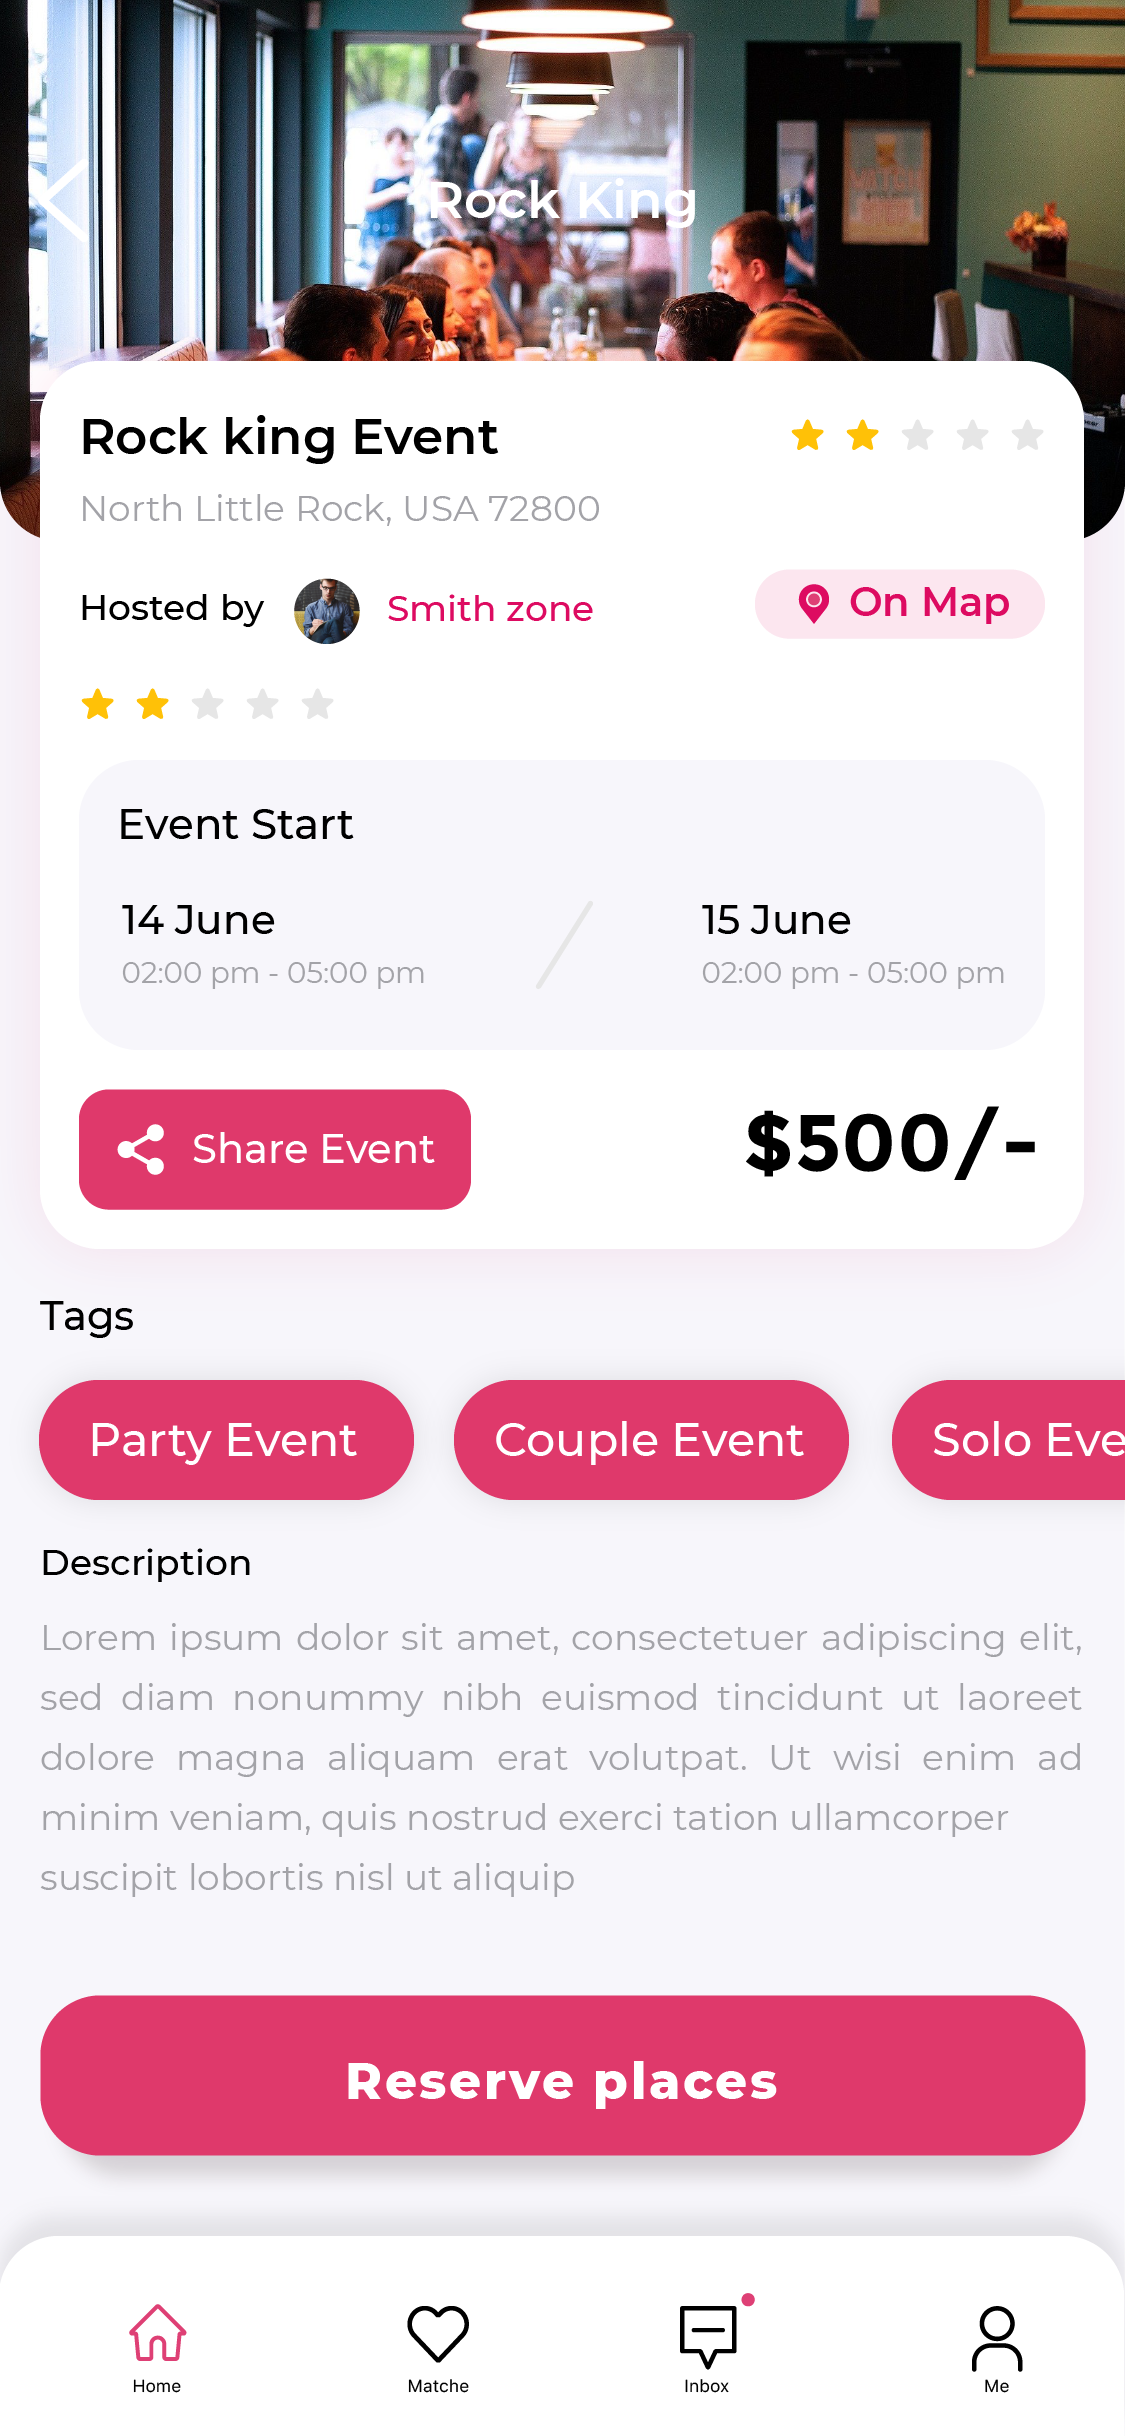 Rock King
Rock king Event
North Little Rock, USA 72800
Hosted by Smith zone
On Map
Event Start
14 June 15 June
02:00 pm - 05:00 pm 02:00 pm - 05:00 pm
Share Event $500/-
Tags
Party Event Couple Event Solo Eve
Description
Lorem ipsum dolor sit amet, consectetuer adipiscing elit,
sed diam nonummy nibh euismod tincidunt ut laoreet
dolore magna aliquam erat volutpat. Ut wisi enim ad
minim veniam, quis nostrud exerci tation ullamcorper
suscipit lobortis nisl ut aliquip
Reserve places
Home Matche Inbox Me